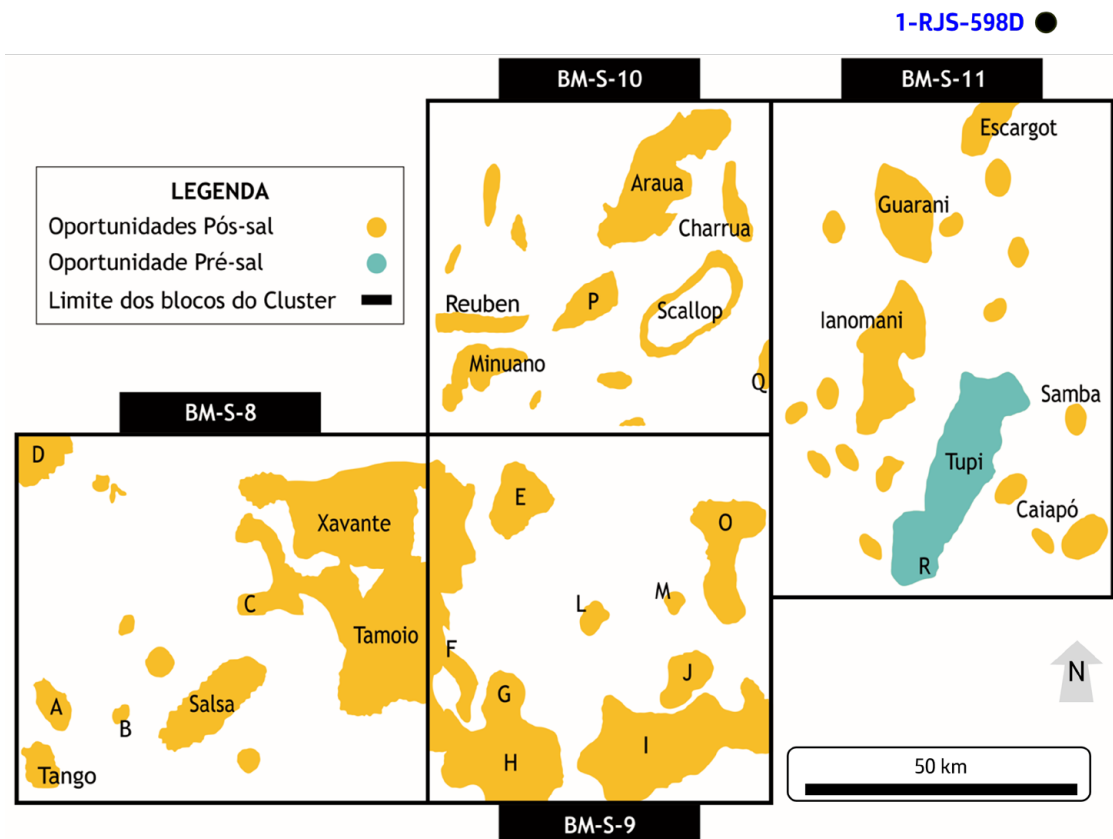 1-RJS-598D
BM-S-10
BM-S-11
LEGENDA
Oportunidades Pós-sal
Oportunidade Pré-sal
Limite dos blocos do Cluster
Araua
Charrua
Reuben
P
Scallop
Minuano
Q
Escargot
Guarani
Ianomani
Samba
Tupi
Caiapó
R
BM-S-8
D
Xavante
C
Tamoio
A
B
Salsa
Tango
E
O
L
M
F
G
J
H
I
BM-S-9
N
50 km